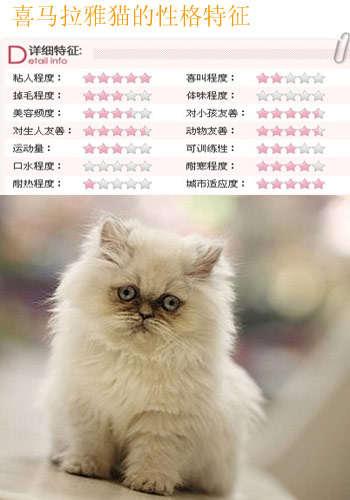 喜马拉雅猫的性格特征
详细特征:
Detail info
粘人程度： 喜叫程度：
掉毛程度： 体味程度：
美容频度： 对小孩友善：
对生人友善： 动物友善：
运动量： 可训练性：
口水程度： 耐寒程度：
耐热程度： 城市适应度：